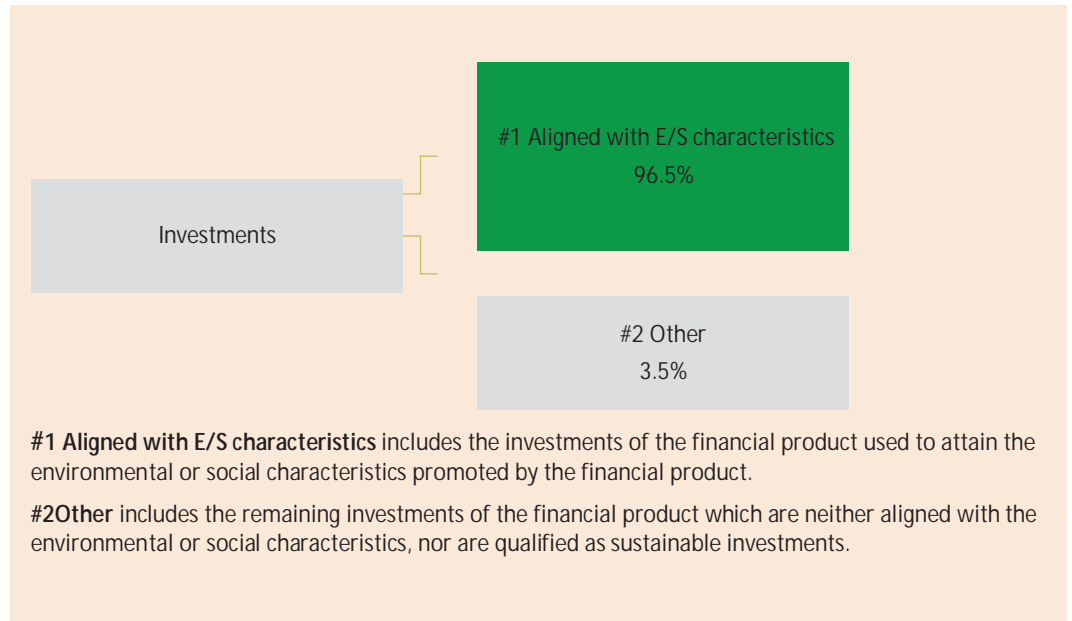 #1 Aligned with E/S characteristics
96.5%
Investments
#2 Other
3.5%
#1 Aligned with E/S characteristics includes the investments of the financial product used to attain the
environmental or social characteristics promoted by the financial product.
#2Other includes the remaining investments of the financial product which are neither aligned with the
environmental or social characteristics, nor are qualified as sustainable investments.